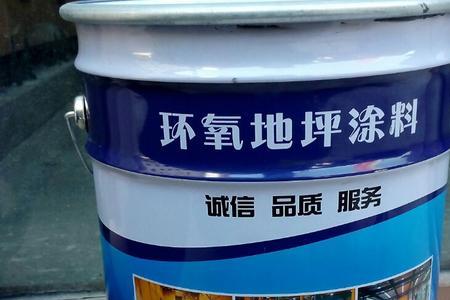 环氧地坪涂料
诚信 品质 服务